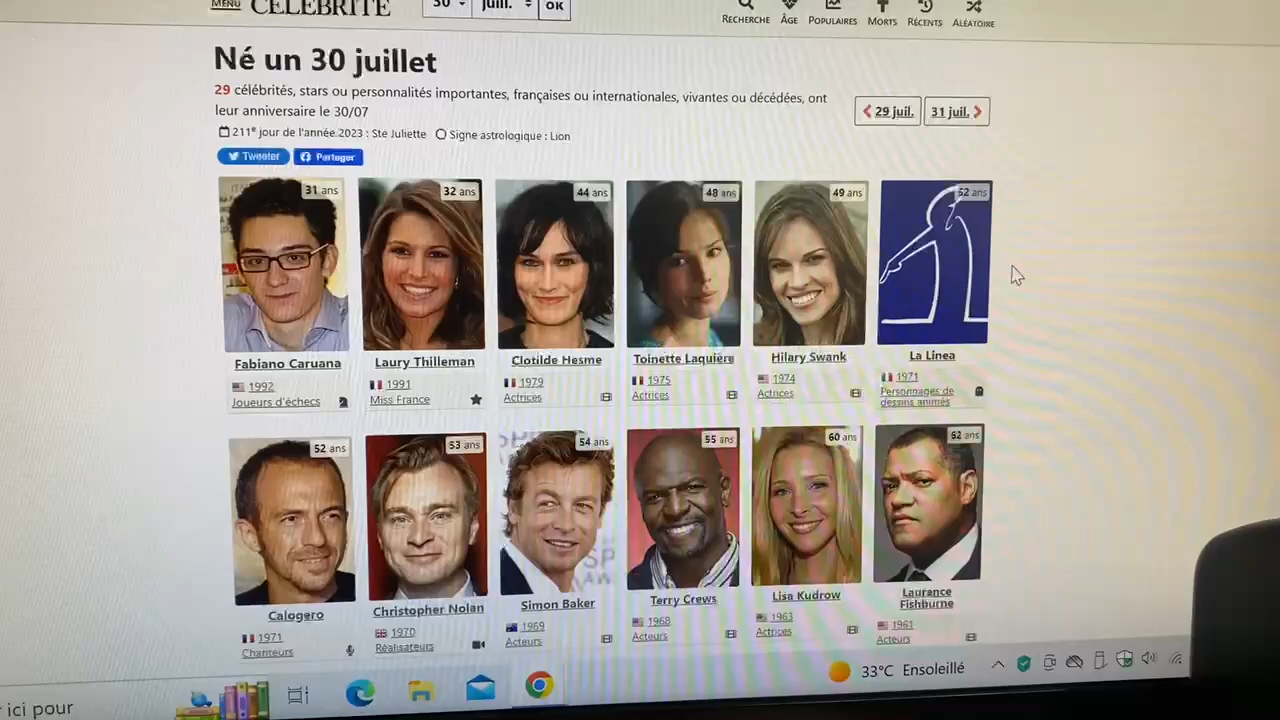 MENU CÉLÉBRITÉ 30 juil. OK
RECHERCHE ÂGE POPULAIRES MORTS RÉCENTS ALÉATOIRE
Né un 30 juillet
29 célébrités, stars ou personnalités importantes, françaises ou internationales, vivantes ou décédées, ont
leur anniversaire le 30/07
29 juil. 31 juil.
211e jour de l'année 2023 : Ste Juliette Signe astrologique : Lion
Tweeter Partager
31 ans 32 ans 44 ans 48 ans 49 ans 52 ans
Fabiano Caruana Laury Thilleman Clotilde Hesme Toinette Laquière Hilary Swank La Linea
1992 1991 1979 1975 1974 1971
Joueurs d'échecs Miss France Actrices Actrices Actrices Personnages de
dessins animés
52 ans 53 ans 54 ans 55 ans 60 ans 62 ans
Calogero Christopher Nolan Simon Baker Terry Crews Lisa Kudrow Laurence
Fishburne
1971 1970 1969 1968 1963 1961
Chanteurs Réalisateurs Acteurs Acteurs Actrices Acteurs
ici pour 33°C Ensoleillé